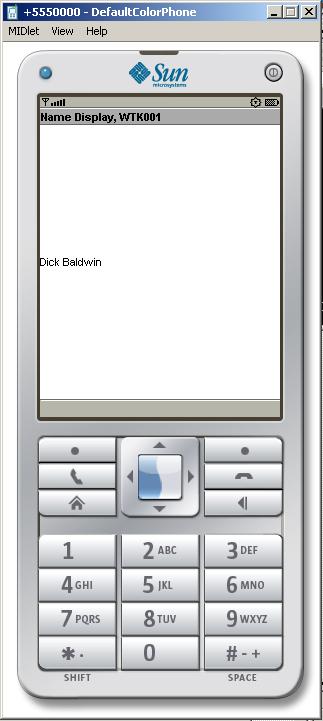 +5550000 - DefaultColorPhone
MIDlet View Help
Sun
microsystems
Name Display, WTK001
Dick Baldwin
1 2 ABC 3 DEF
4 GHI 5 JKL 6 MNO
7 PQRS 8 TUV 9 WXYZ
* . 0 # - +
SHIFT SPACE